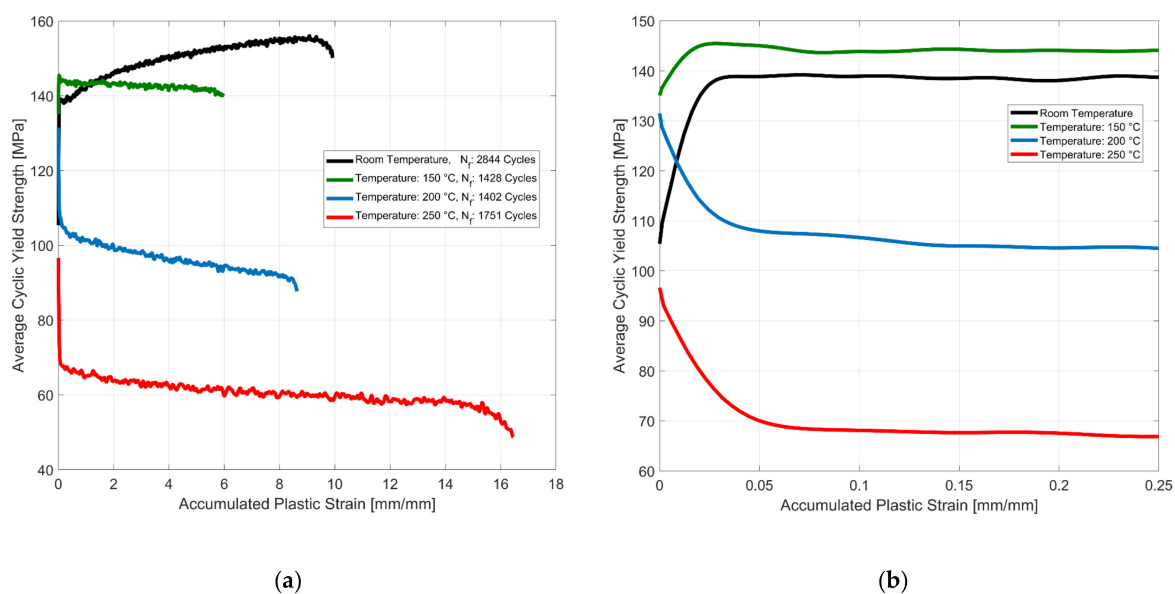 160
140
120
100
80
60
40
Average Cyclic Yield Strength [MPa]
Room Temperature, Nf: 2844 Cycles
Temperature: 150 °C, Nf: 1428 Cycles
Temperature: 200 °C, Nf: 1402 Cycles
Temperature: 250 °C, Nf: 1751 Cycles
0 2 4 6 8 10 12 14 16 18
Accumulated Plastic Strain [mm/mm]
(a)
150
140
130
120
110
100
90
80
70
60
Average Cyclic Yield Strength [MPa]
Room Temperature
Temperature: 150 °C
Temperature: 200 °C
Temperature: 250 °C
0 0.05 0.1 0.15 0.2 0.25
Accumulated Plastic Strain [mm/mm]
(b)